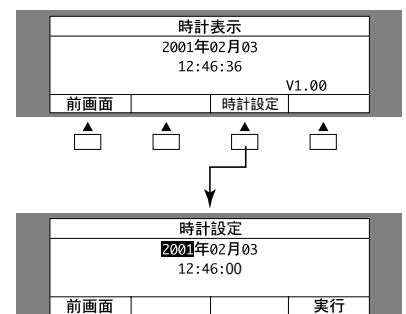 時計表示
2001年02月03
12:46:36
V1.00
前画面 時計設定
時計設定
2001年02月03
12:46:00
前画面 実行